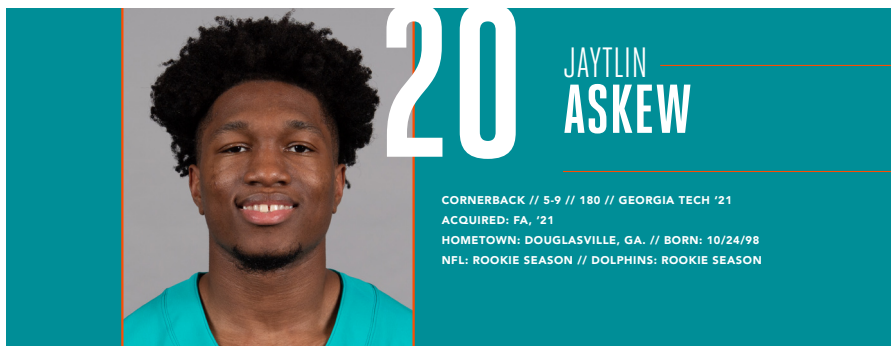 20
JAYTLIN
ASKEW
CORNERBACK // 5-9 // 180 // GEORGIA TECH ’21
ACQUIRED: FA, ’21
HOMETOWN: DOUGLASVILLE, GA. // BORN: 10/24/98
NFL: ROOKIE SEASON // DOLPHINS: ROOKIE SEASON